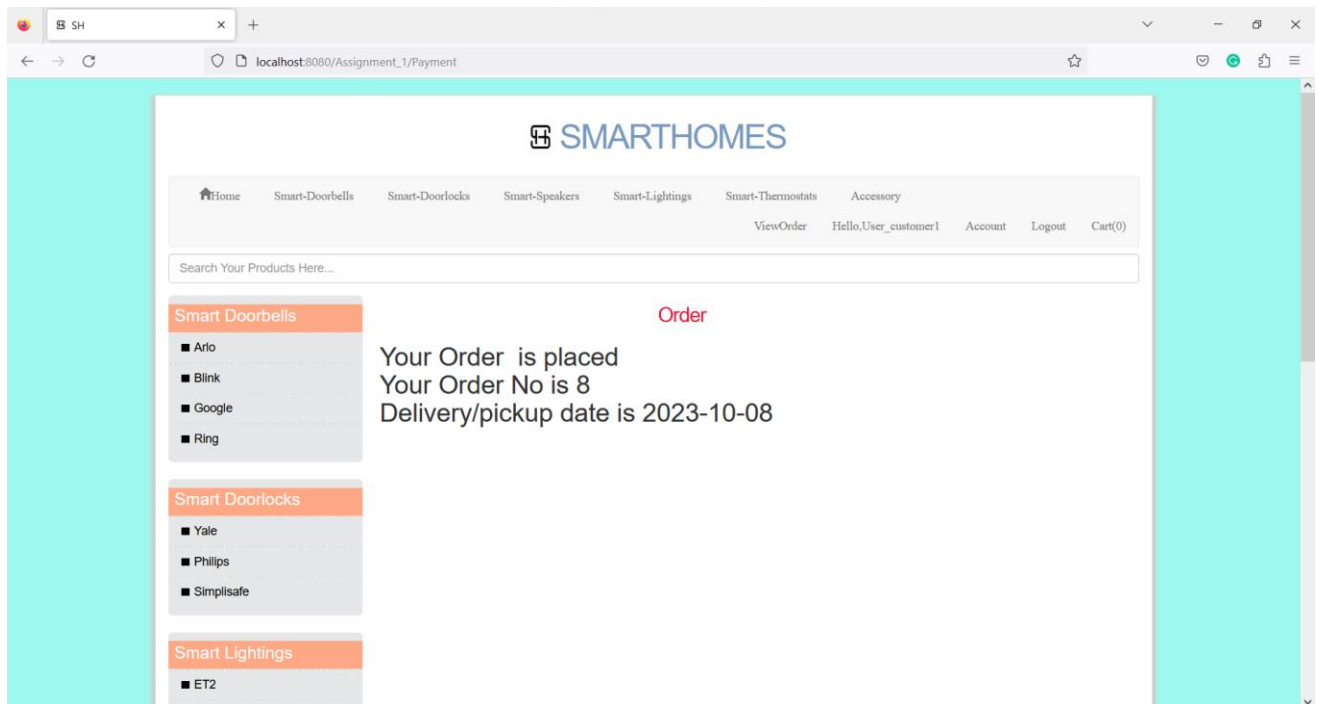 SH
localhost:8080/Assignment_1/Payment
SMARTHOMES
Home Smart-Doorbells Smart-Doorlocks Smart-Speakers Smart-Lightings Smart-Thermostats Accessory
ViewOrder Hello,User_customer1 Account Logout Cart(0)
Search Your Products Here...
Smart Doorbells
Arlo
Blink
Google
Ring
Smart Doorlocks
Yale
Philips
Simplisafe
Smart Lightings
ET2
Order
Your Order is placed
Your Order No is 8
Delivery/pickup date is 2023-10-08